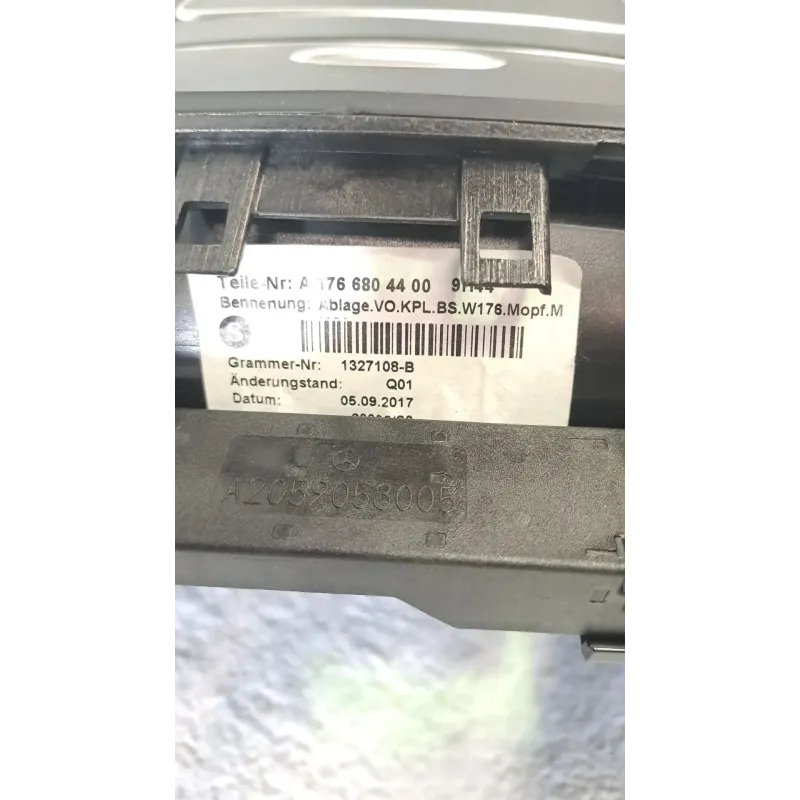 Teile-Nr: A 176 680 44 00 9H44
Bennenung: Ablage.VO.KPL.BS.W176.Mopf.M
Grammer-Nr: 1327108-B
Änderungstand: Q01
Datum: 05.09.2017
A2059058005